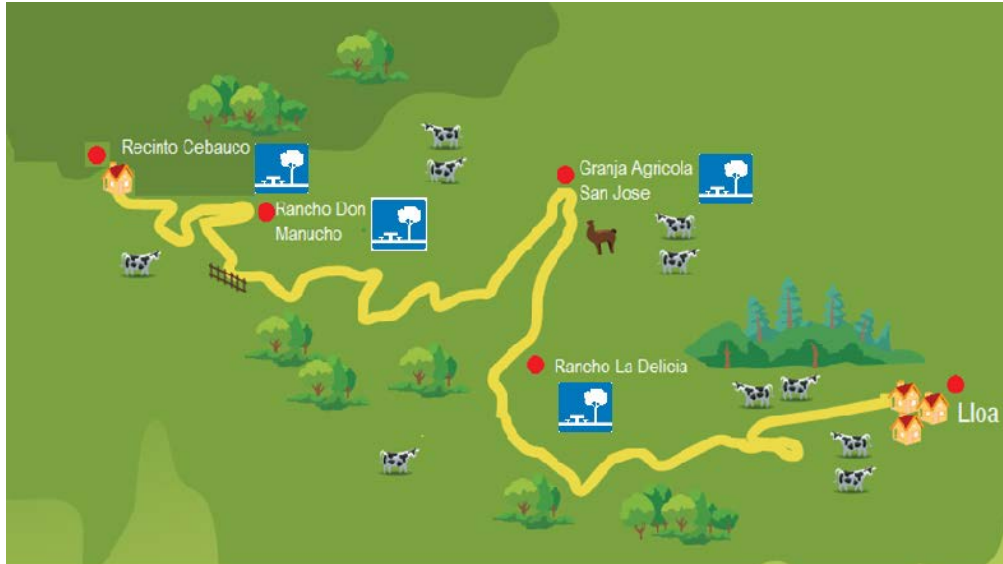 Recinto Cebauco
Rancho Don
Manucho
Granja Agricola
San Jose
Rancho La Delicia
Lloa